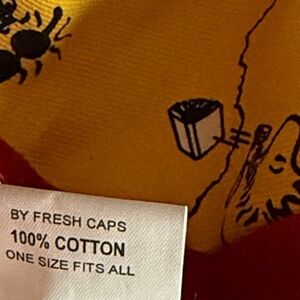 BY FRESH CAPS
100% COTTON
ONE SIZE FITS ALL